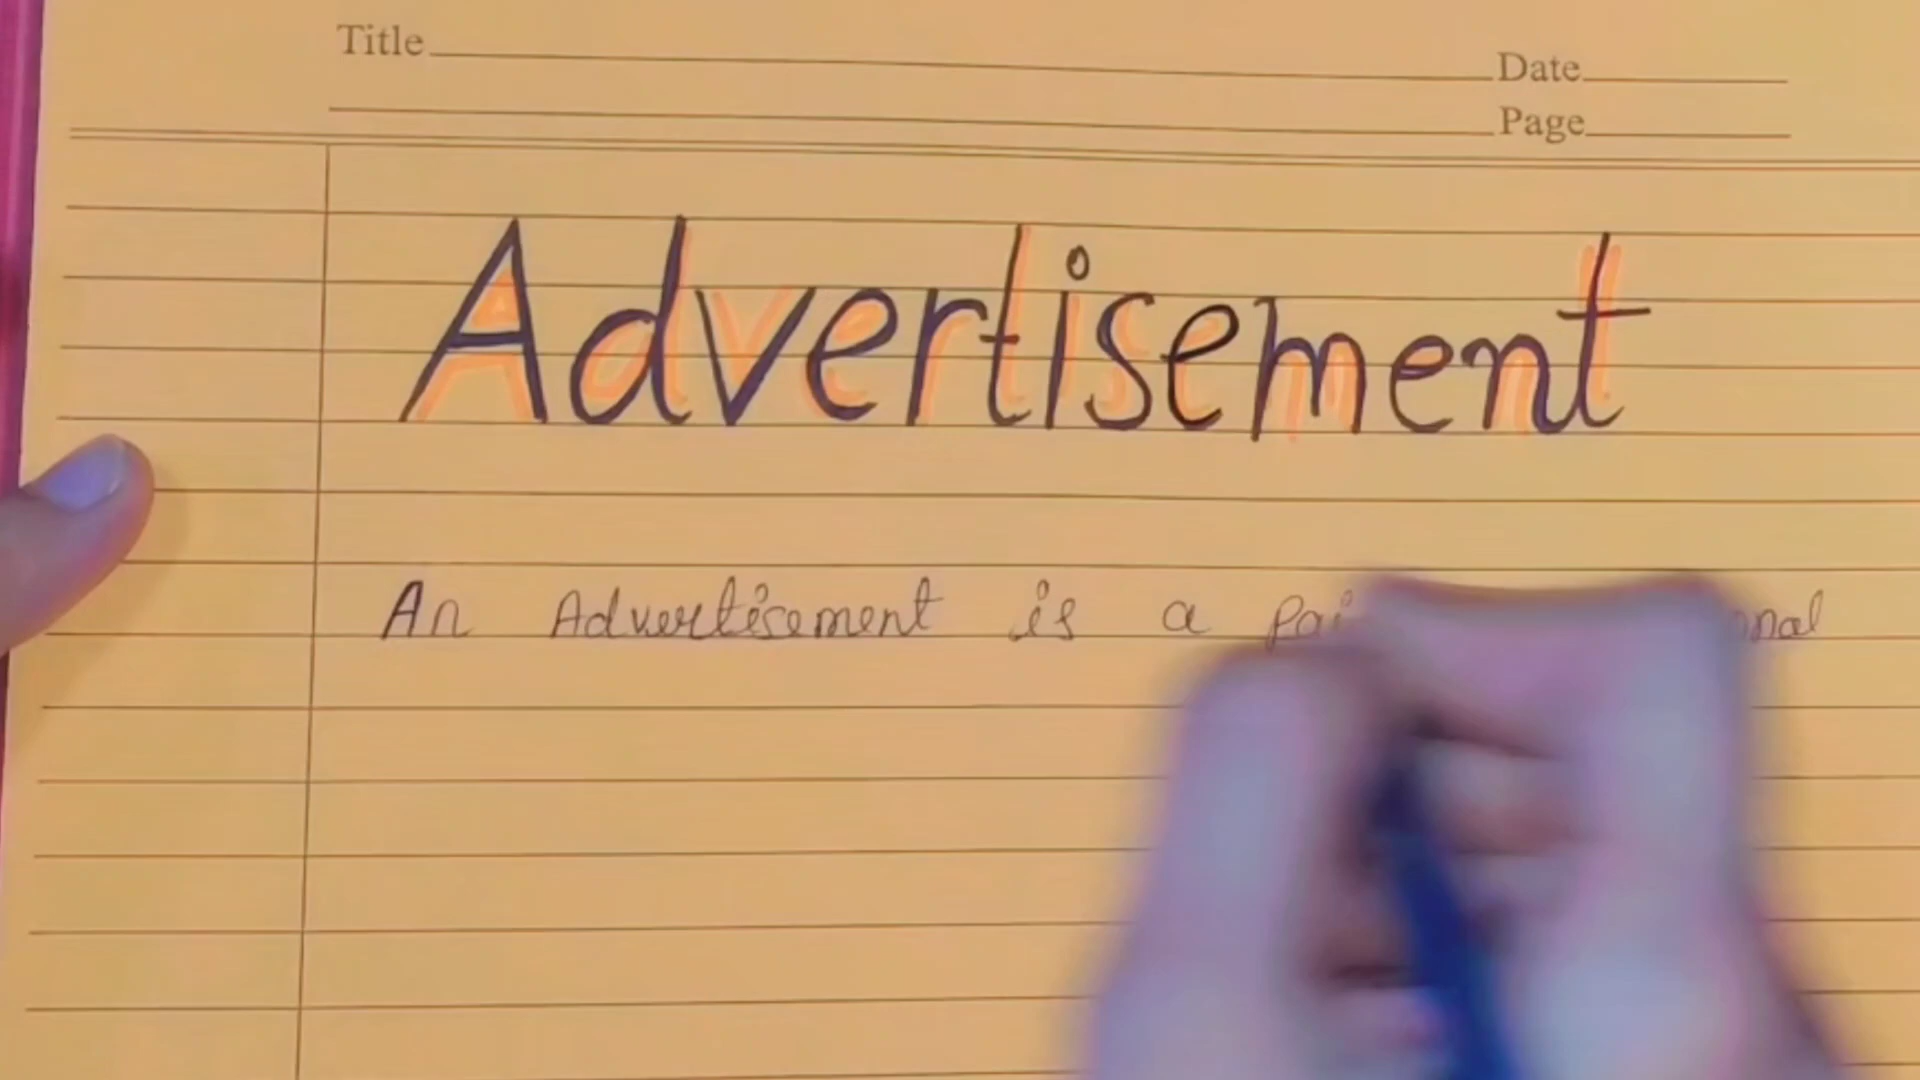 Title
Date
Page
Advertisement
An Advertisement is a